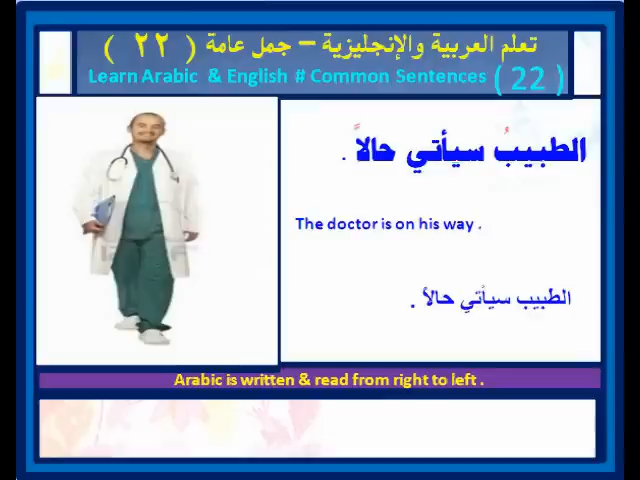 تعلم العربية والإنجليزية – جمل عامة ( ٢٢ )
Learn Arabic & English # Common Sentences ( 22 )
الطبيبُ سيأتي حالاً .
The doctor is on his way .
الطبيب سيأتي حالاً .
Arabic is written & read from right to left .